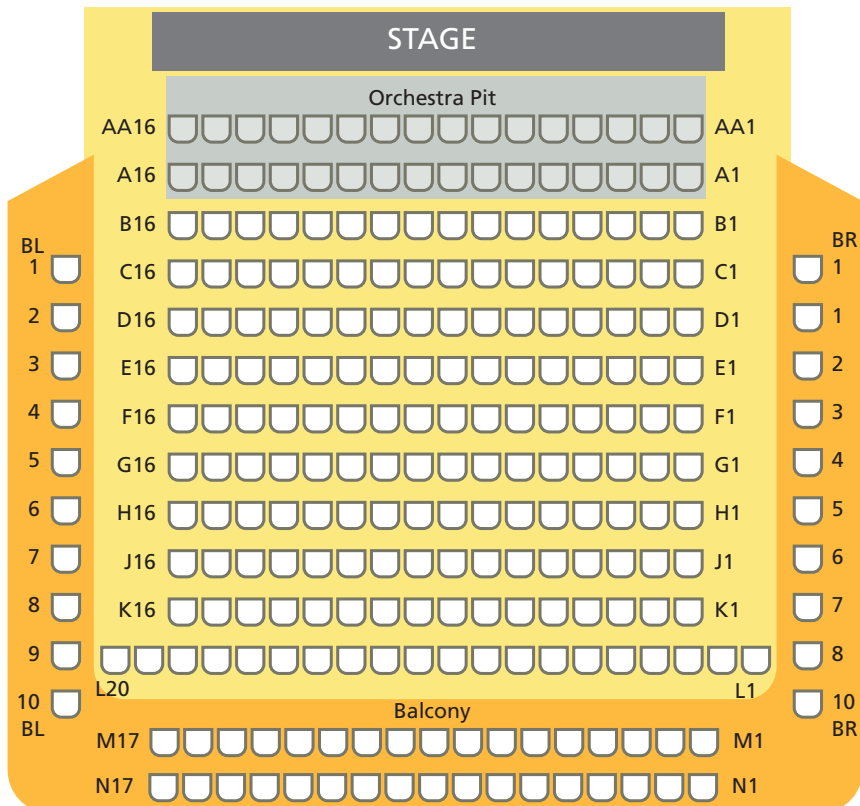 STAGE
Orchestra Pit
AA16 AA1
A16 A1
B16 B1
BL BR
1 C16 C1 1
2 D16 D1 1
3 E16 E1 2
4 F16 F1 3
5 G16 G1 4
6 H16 H1 5
7 J16 J1 6
8 K16 K1 7
9 8
L20 L1
10 10
BL Balcony BR
M17 M1
N17 N1